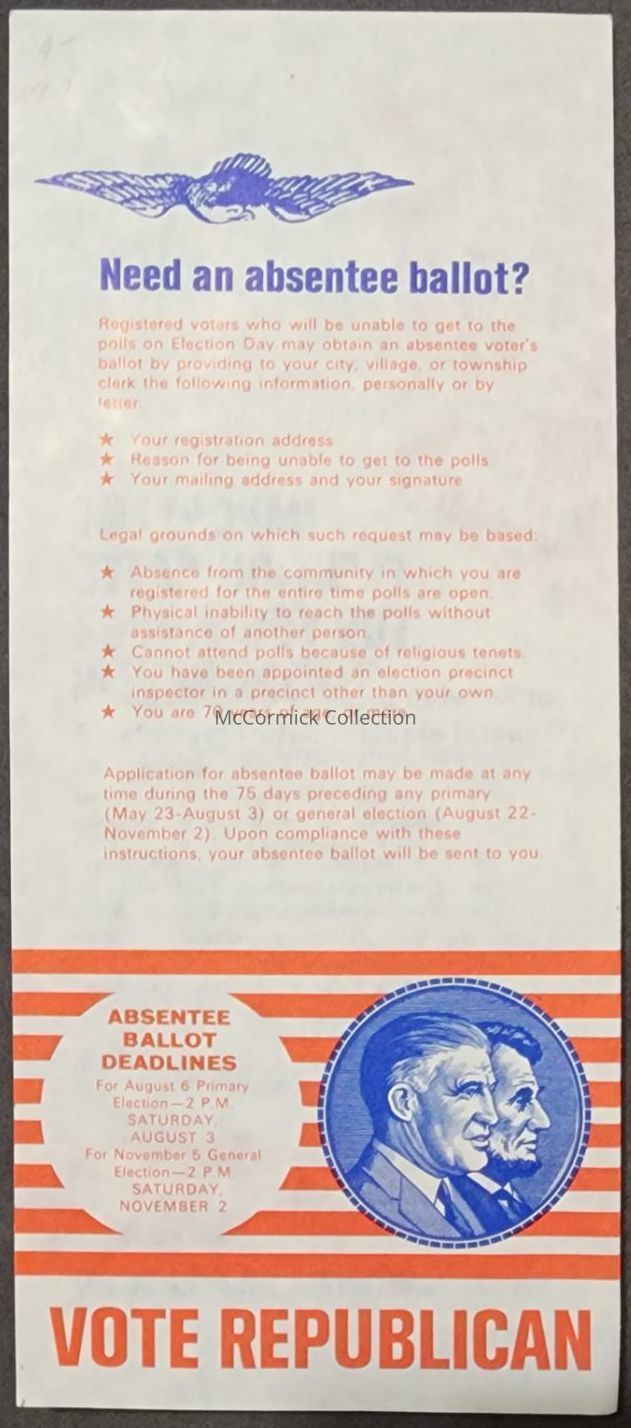 Need an absentee ballot?
Registered voters who will be unable to get to the
polls on Election Day may obtain an absentee voter's
ballot by providing to your city, village, or township
clerk the following information, personally or by
letter:
★ Your registration address
★ Reason for being unable to get to the polls
★ Your mailing address and your signature
Legal grounds on which such request may be based:
★ Absence from the community in which you are
registered for the entire time polls are open.
★ Physical inability to reach the polls without
assistance of another person.
★ Cannot attend polls because of religious tenets.
★ You have been appointed an election precinct
inspector in a precinct other than your own.
★ You are 70 years of age or more.
McCormick Collection
Application for absentee ballot may be made at any
time during the 75 days preceding any primary
(May 23-August 3) or general election (August 22-
November 2). Upon compliance with these
instructions, your absentee ballot will be sent to you.
ABSENTEE
BALLOT
DEADLINES
For August 6 Primary
Election—2 P.M.
SATURDAY,
AUGUST 3
For November 5 General
Election—2 P.M.
SATURDAY,
NOVEMBER 2
VOTE REPUBLICAN